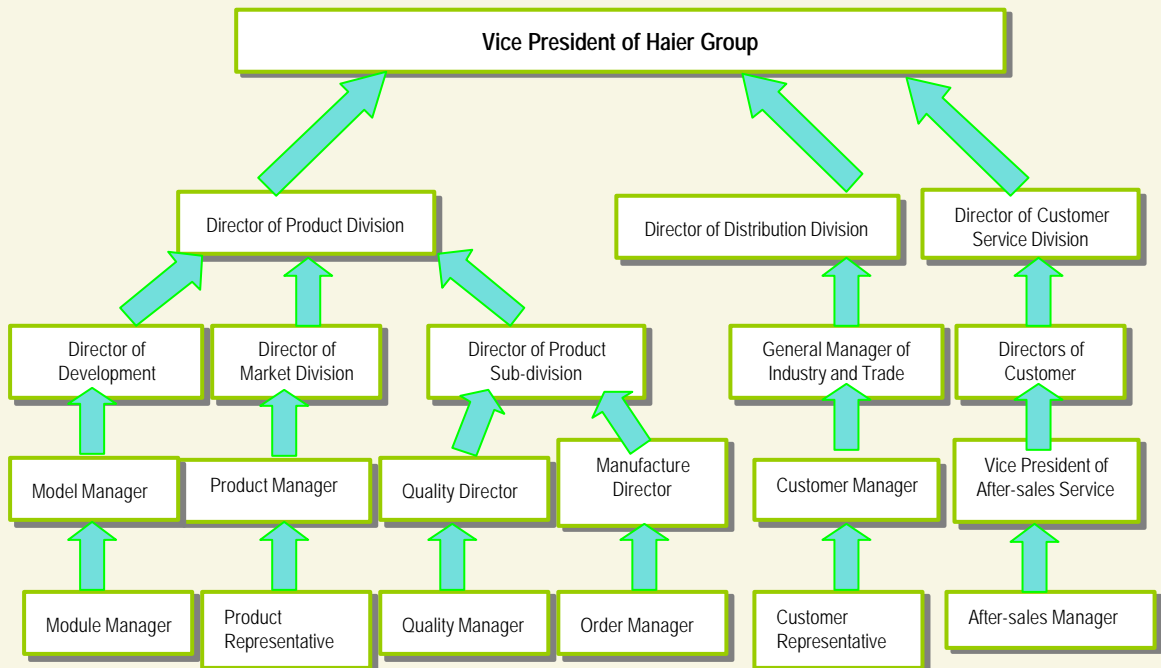 Vice President of Haier Group
Director of Product Division
Director of Distribution Division
Director of Customer
Service Division
Director of
Development
Director of
Market Division
Director of Product
Sub-division
General Manager of
Industry and Trade
Directors of
Customer
Model Manager
Product Manager
Quality Director
Manufacture
Director
Customer Manager
Vice President of
After-sales Service
Module Manager
Product
Representative
Quality Manager
Order Manager
Customer
Representative
After-sales Manager